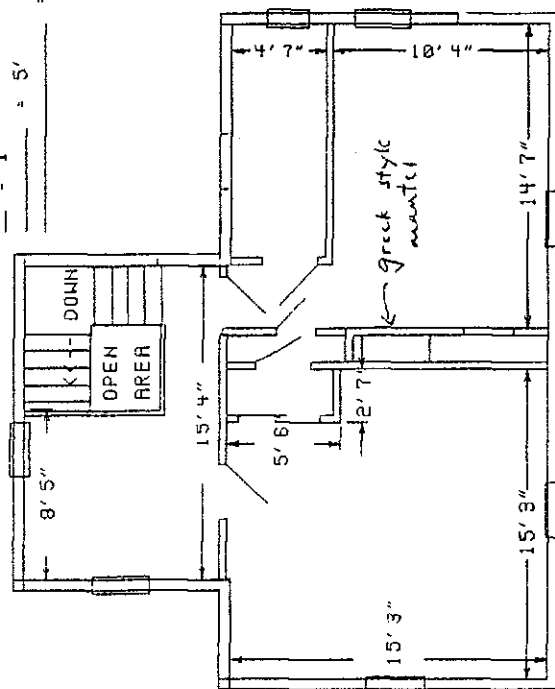 = 5'
4'7"
10'4"
14'7"
greek style
mantel
DOWN
OPEN
AREA
15'4"
8'5"
5'6
2'7"
15'3"
15'3"